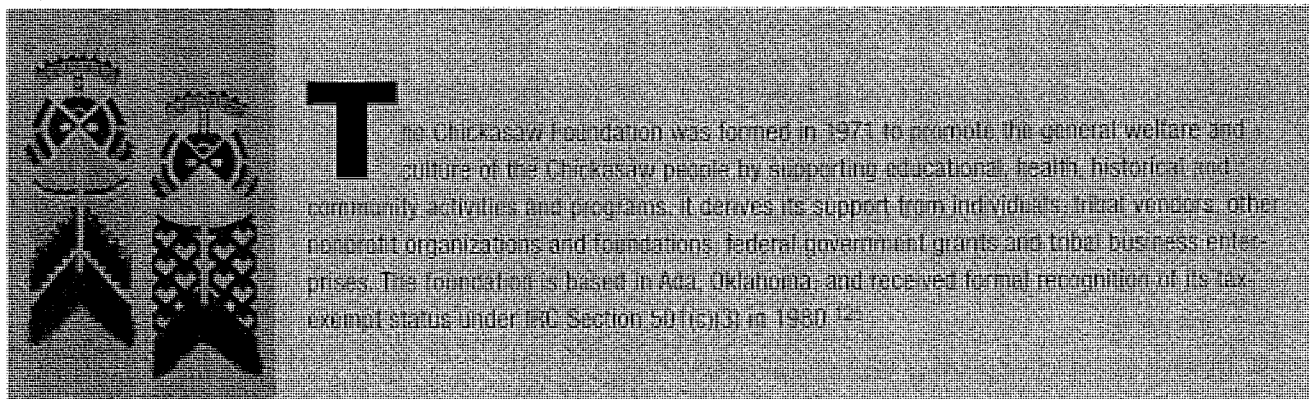 The Chickasaw Foundation was formed in 1971 to promote the general welfare and
culture of the Chickasaw people by supporting educational, health, historical and
community activities and programs. It derives its support from individuals, tribal vendors, other
nonprofit organizations and foundations, federal government grants and tribal business enter-
prises. The foundation is based in Ada, Oklahoma, and received formal recognition of its tax-
exempt status under IRC Section 501(c)(3) in 1980.